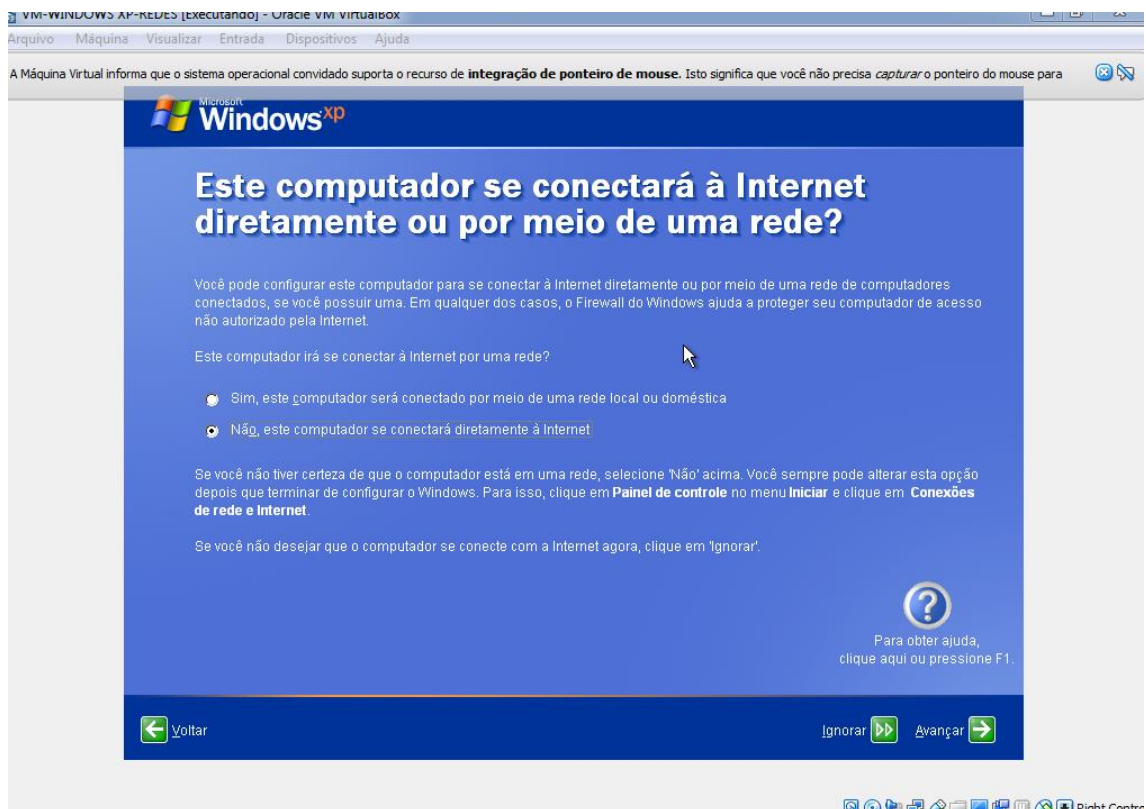 VM-WINDOWS XP-REDES [Executando] - Oracle VM VirtualBox
Arquivo Máquina Visualizar Entrada Dispositivos Ajuda
A Máquina Virtual informa que o sistema operacional convidado suporta o recurso de integração de ponteiro de mouse. Isto significa que você não precisa capturar o ponteiro do mouse para
Microsoft
Windows xp
Este computador se conectará à Internet
diretamente ou por meio de uma rede?
Você pode configurar este computador para se conectar à Internet diretamente ou por meio de uma rede de computadores
conectados, se você possuir uma. Em qualquer dos casos, o Firewall do Windows ajuda a proteger seu computador de acesso
não autorizado pela Internet.
Este computador irá se conectar à Internet por uma rede?
Sim, este computador será conectado por meio de uma rede local ou doméstica
Não, este computador se conectará diretamente à Internet
Se você não tiver certeza de que o computador está em uma rede, selecione 'Não' acima. Você sempre pode alterar esta opção
depois que terminar de configurar o Windows. Para isso, clique em Painel de controle no menu Iniciar e clique em Conexões
de rede e Internet.
Se você não desejar que o computador se conecte com a Internet agora, clique em 'Ignorar'.
Para obter ajuda,
clique aqui ou pressione F1.
Voltar
Ignorar Avançar
Right Contro